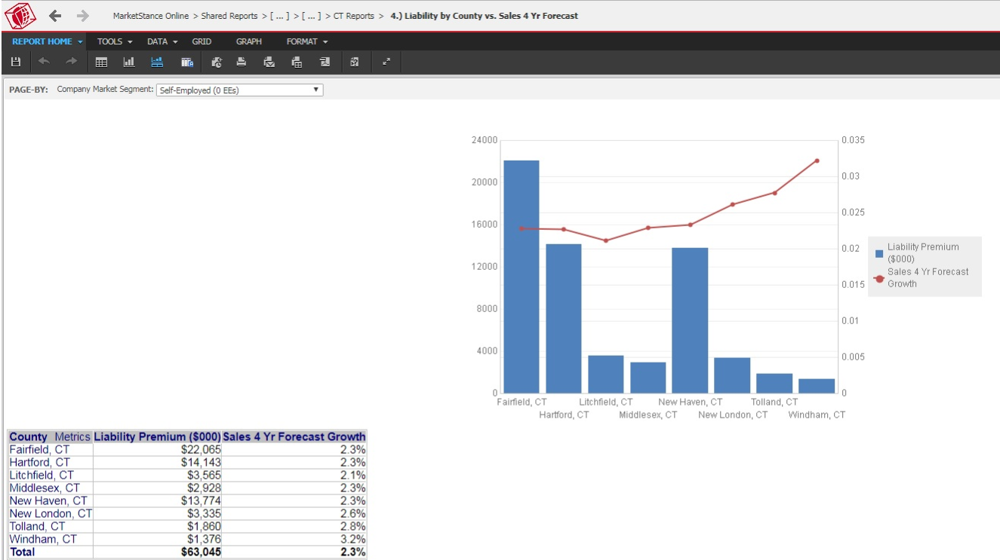 MarketStance Online > Shared Reports > [ ... ] > [ ... ] > CT Reports > 4.) Liability by County vs. Sales 4 Yr Forecast
REPORT HOME TOOLS DATA GRID GRAPH FORMAT
PAGE-BY: Company Market Segment: Self-Employed (0 EEs)
24000 0.035
20000 0.03
16000 0.025
12000 0.02
8000 0.015
4000 0.01
0 0.005
0
Liability Premium
($000)
Sales 4 Yr Forecast
Growth
Fairfield, CT Litchfield, CT New Haven, CT Tolland, CT
Hartford, CT Middlesex, CT New London, CT Windham, CT
County Metrics Liability Premium ($000) Sales 4 Yr Forecast Growth
Fairfield, CT $22,065 2.3%
Hartford, CT $14,143 2.3%
Litchfield, CT $3,565 2.1%
Middlesex, CT $2,928 2.3%
New Haven, CT $13,774 2.3%
New London, CT $3,335 2.6%
Tolland, CT $1,860 2.8%
Windham, CT $1,376 3.2%
Total $63,045 2.3%